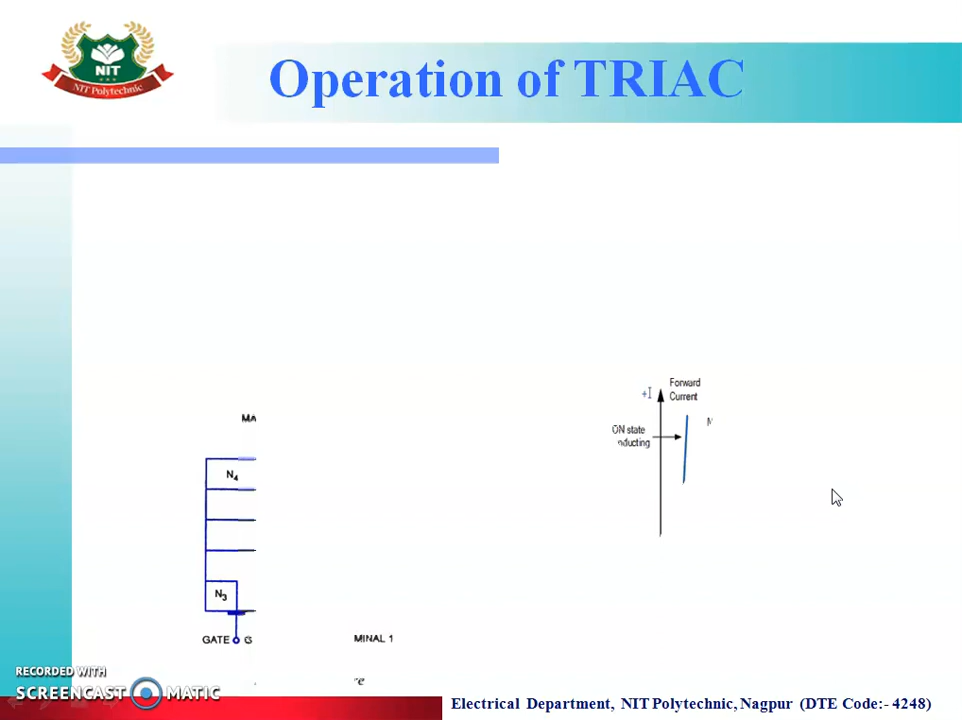 NIT
NIT Polytechnic
Operation of TRIAC
Forward
+I Current
MA
ON state
N4
N3
GATE G
MINAL 1
re
RECORDED WITH
SCREENCAST MATIC
Electrical Department, NIT Polytechnic, Nagpur (DTE Code:- 4248)